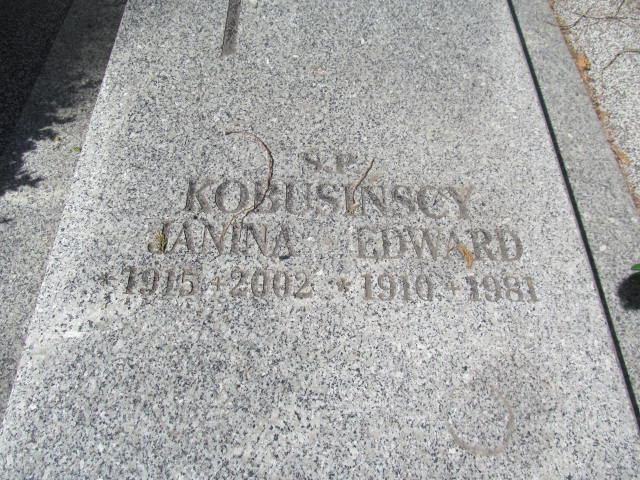 Ś.P.
KOBUSIŃSCY
JANINA EDWARD
*1915 +2002 *1910 +1981